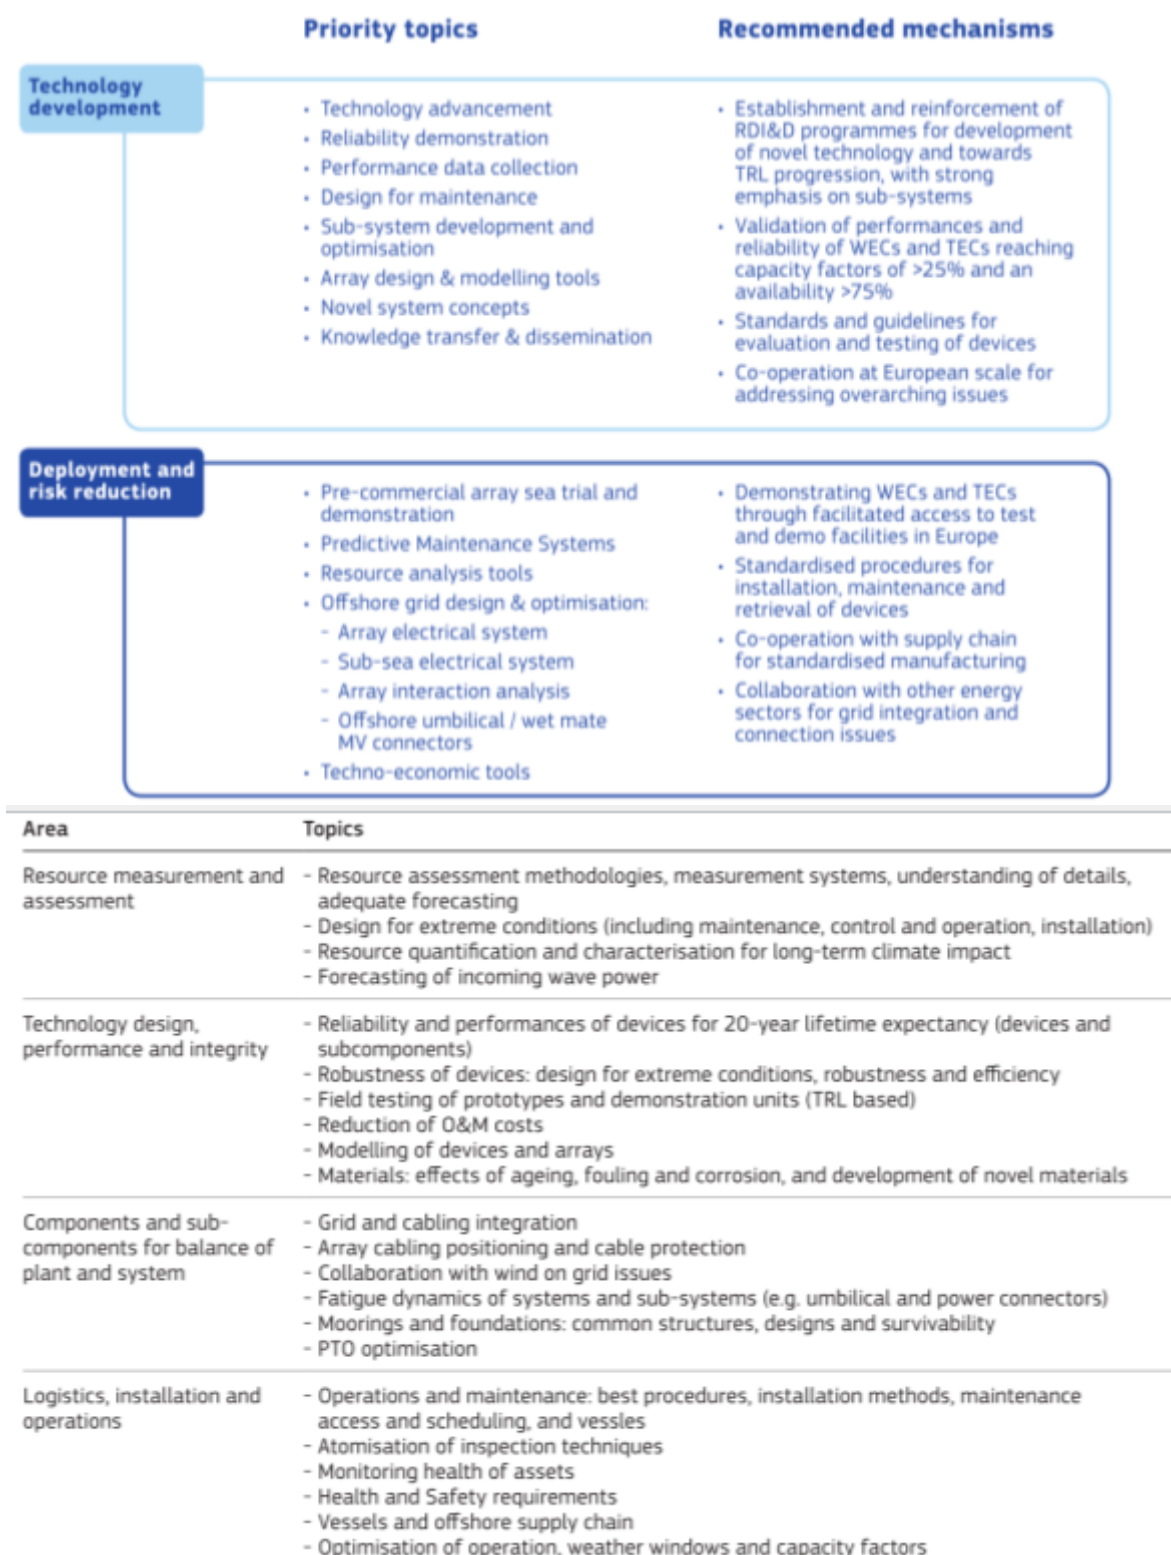 Priority topics
Recommended mechanisms
Technology
development
• Technology advancement
• Reliability demonstration
• Performance data collection
• Design for maintenance
• Sub-system development and
optimisation
• Array design & modelling tools
• Novel system concepts
• Knowledge transfer & dissemination
• Establishment and reinforcement of
RDI&D programmes for development
of novel technology and towards
TRL progression, with strong
emphasis on sub-systems
• Validation of performances and
reliability of WECs and TECs reaching
capacity factors of >25% and an
availability >75%
• Standards and guidelines for
evaluation and testing of devices
• Co-operation at European scale for
addressing overarching issues
Deployment and
risk reduction
• Pre-commercial array sea trial and
demonstration
• Predictive Maintenance Systems
• Resource analysis tools
• Offshore grid design & optimisation:
- Array electrical system
- Sub-sea electrical system
- Array interaction analysis
- Offshore umbilical / wet mate
MV connectors
• Techno-economic tools
• Demonstrating WECs and TECs
through facilitated access to test
and demo facilities in Europe
• Standardised procedures for
installation, maintenance and
retrieval of devices
• Co-operation with supply chain
for standardised manufacturing
• Collaboration with other energy
sectors for grid integration and
connection issues
Area
Topics
Resource measurement and
assessment
- Resource assessment methodologies, measurement systems, understanding of details,
adequate forecasting
- Design for extreme conditions (including maintenance, control and operation, installation)
- Resource quantification and characterisation for long-term climate impact
- Forecasting of incoming wave power
Technology design,
performance and integrity
- Reliability and performances of devices for 20-year lifetime expectancy (devices and
subcomponents)
- Robustness of devices: design for extreme conditions, robustness and efficiency
- Field testing of prototypes and demonstration units (TRL based)
- Reduction of O&M costs
- Modelling of devices and arrays
- Materials: effects of ageing, fouling and corrosion, and development of novel materials
Components and sub-
components for balance of
plant and system
- Grid and cabling integration
- Array cabling positioning and cable protection
- Collaboration with wind on grid issues
- Fatigue dynamics of systems and sub-systems (e.g. umbilical and power connectors)
- Moorings and foundations: common structures, designs and survivability
- PTO optimisation
Logistics, installation and
operations
- Operations and maintenance: best procedures, installation methods, maintenance
access and scheduling, and vessles
- Atomisation of inspection techniques
- Monitoring health of assets
- Health and Safety requirements
- Vessels and offshore supply chain
- Optimisation of operation, weather windows and capacity factors